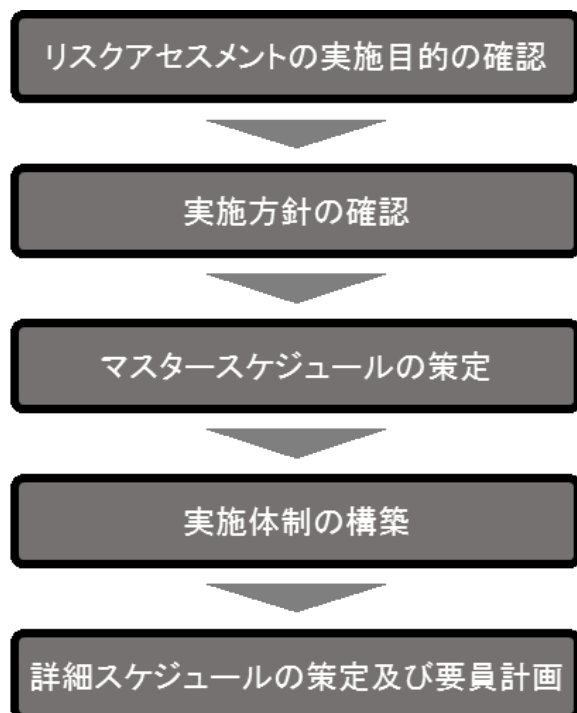 リスクアセスメントの実施目的の確認
実施方針の確認
マスタースケジュールの策定
実施体制の構築
詳細スケジュールの策定及び要員計画